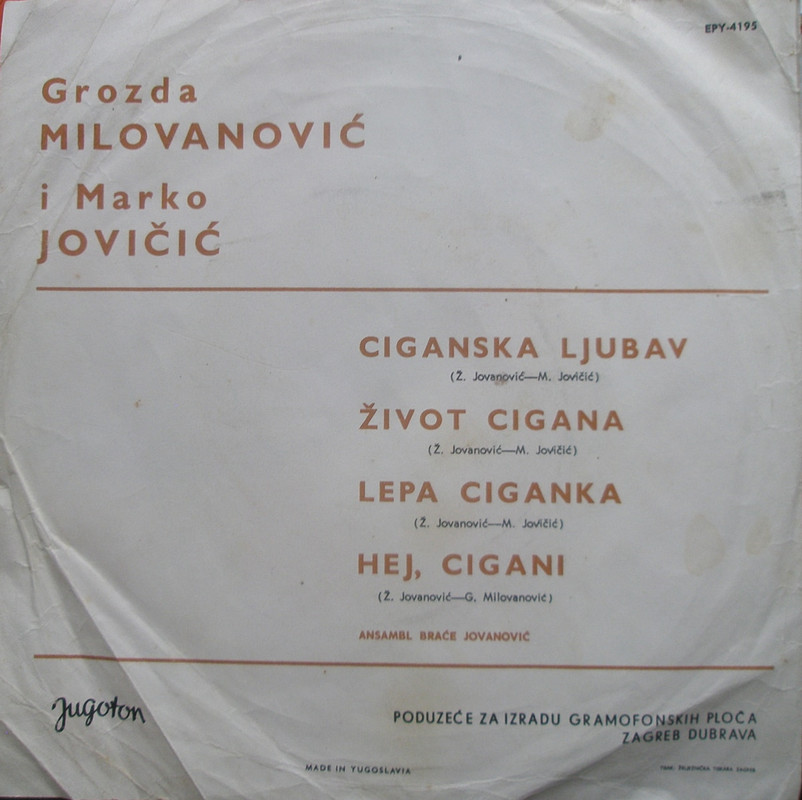 EPY-4195
Grozda
MILOVANOVIĆ
i Marko
JOVIČIĆ
CIGANSKA LJUBAV
(Ž. Jovanović—M. Jovičić)
ŽIVOT CIGANA
(Ž. Jovanović—M. Jovičić)
LEPA CIGANKA
(Ž. Jovanović—M. Jovičić)
HEJ, CIGANI
(Ž. Jovanović—G. Milovanović)
ANSAMBL BRAĆE JOVANOVIĆ
Jugoton
PODUZEĆE ZA IZRADU GRAMOFONSKIH PLOČA
ZAGREB DUBRAVA
MADE IN YUGOSLAVIA